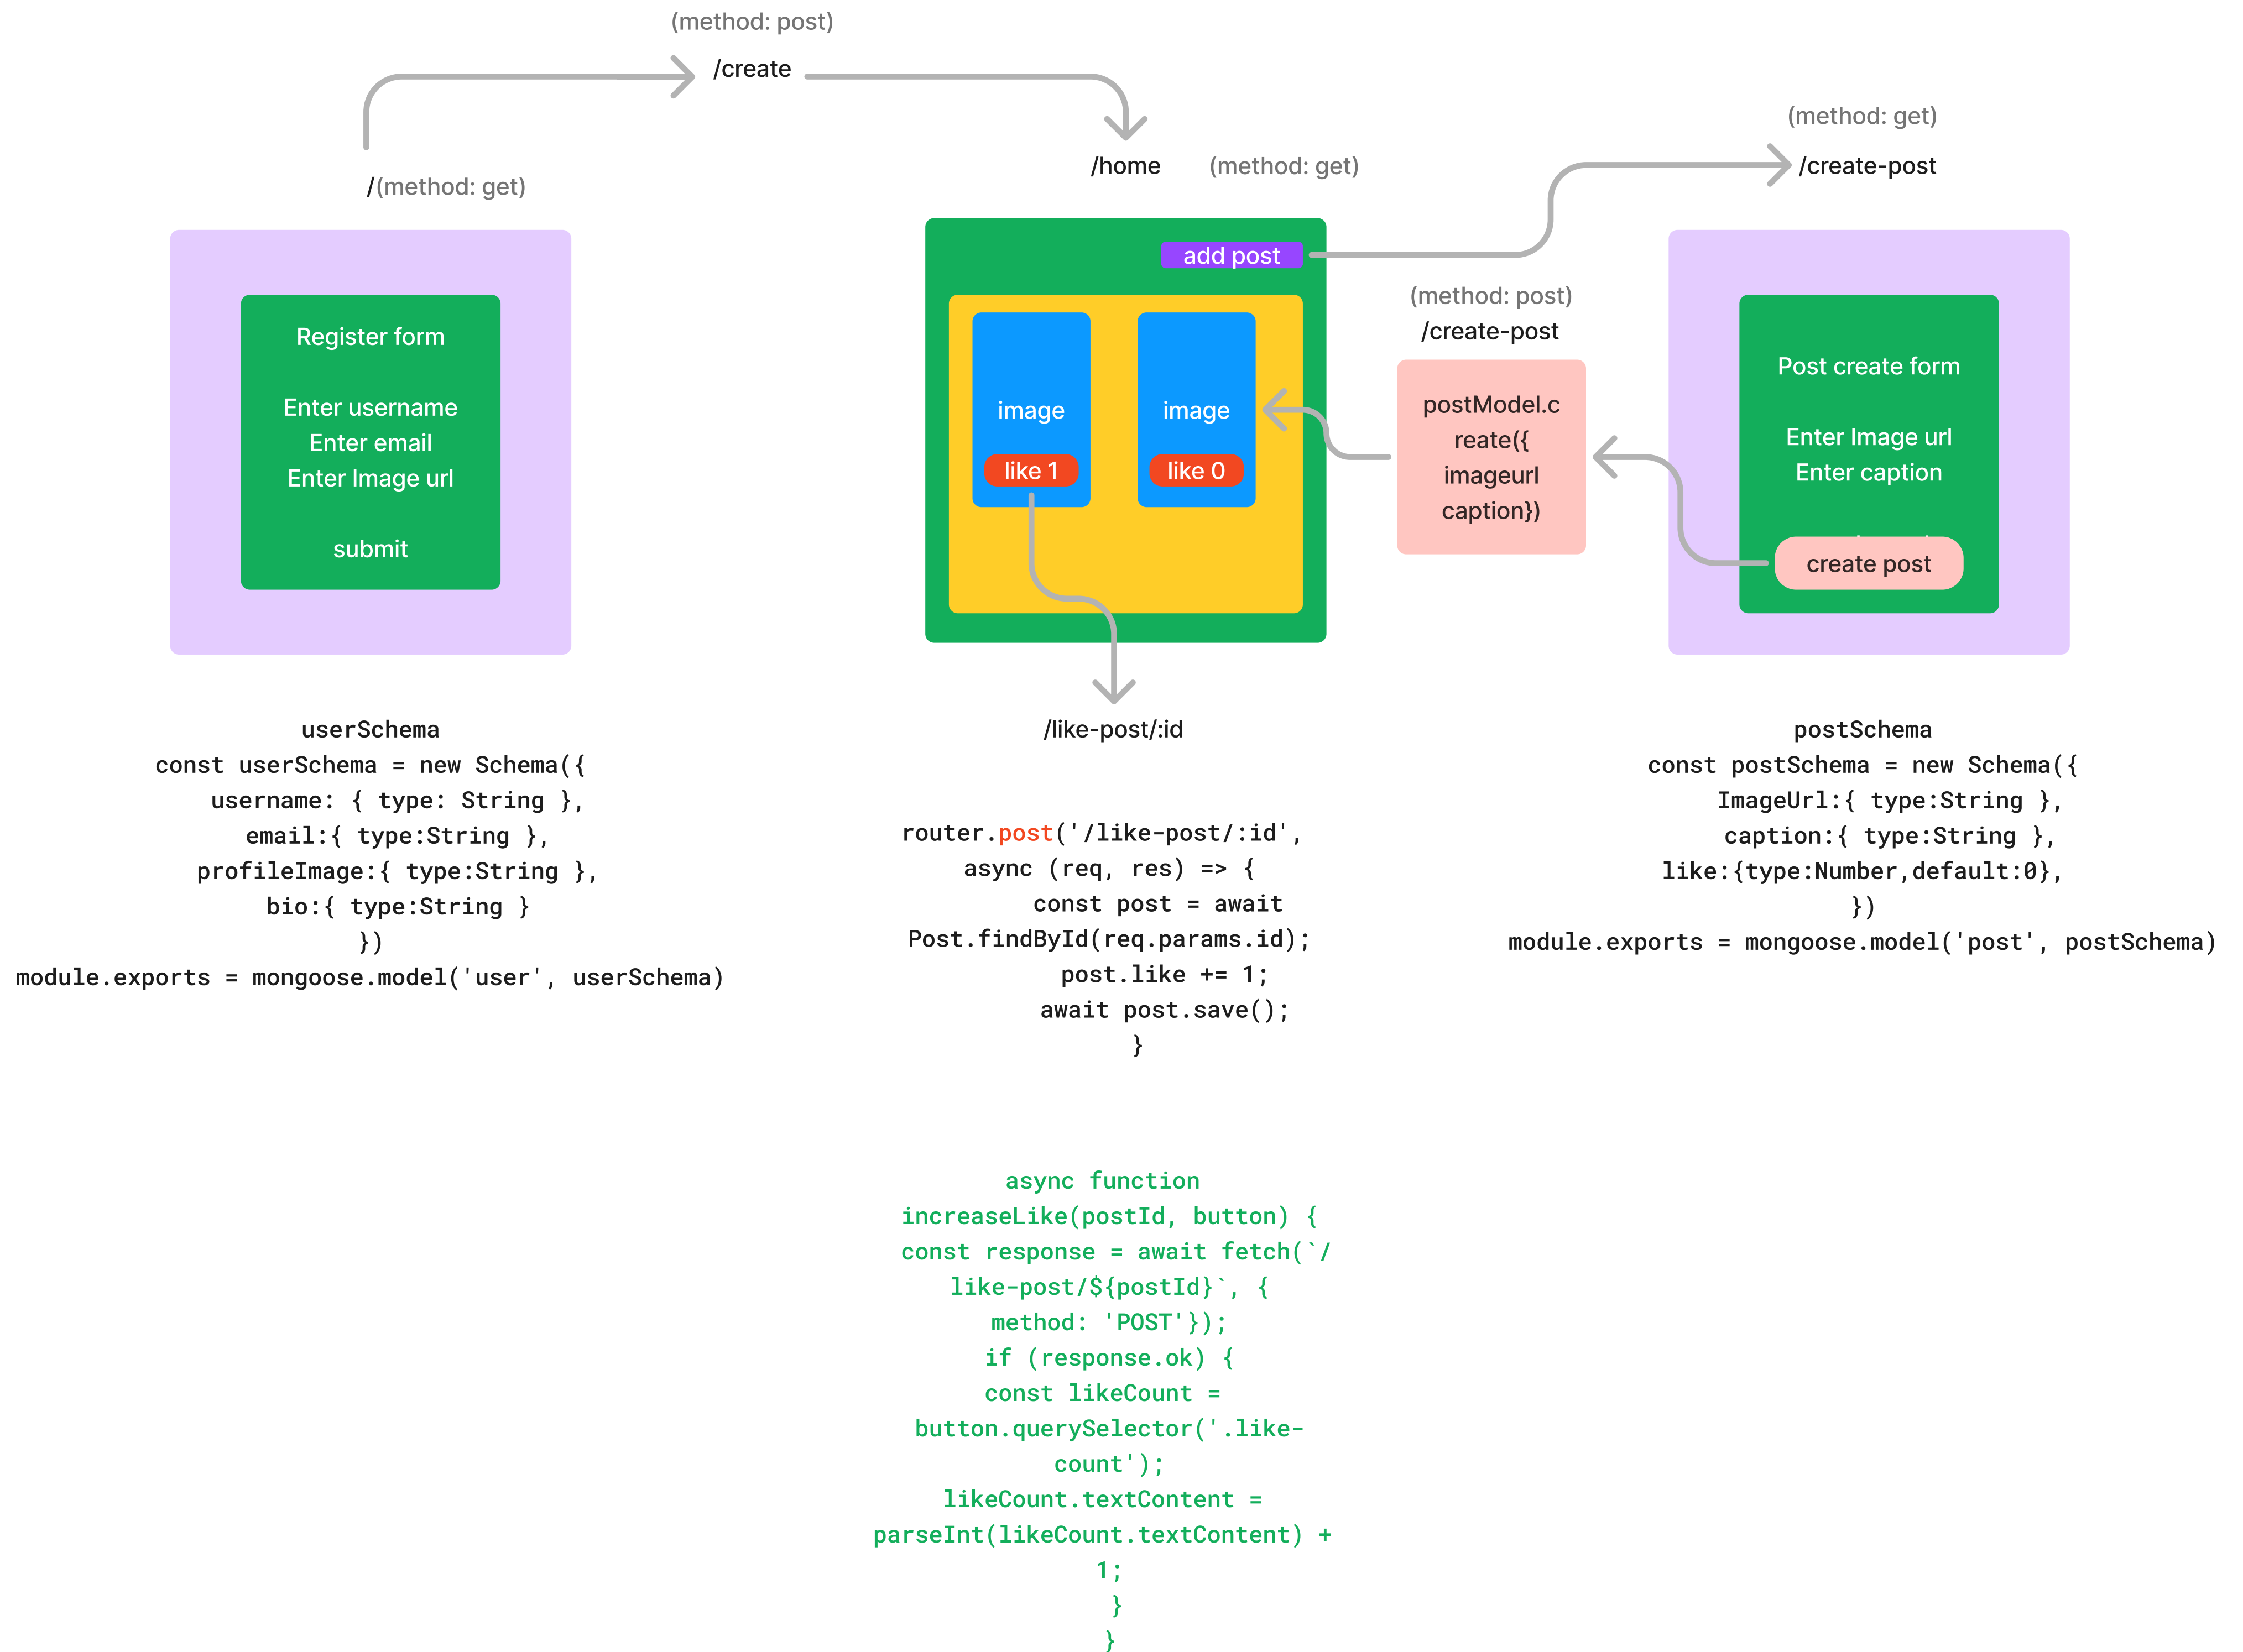 (method: post)
/create
/(method: get)
Register form
Enter username
Enter email
Enter Image url
submit
userSchema
const userSchema = new Schema({
username: { type: String },
email:{ type:String },
profileImage:{ type:String },
bio:{ type:String }
})
module.exports = mongoose.model('user', userSchema)
/home (method: get)
add post
image
like 1
image
like 0
/like-post/:id
router.post('/like-post/:id',
async (req, res) => {
const post = await
Post.findById(req.params.id);
post.like += 1;
await post.save();
}
async function
increaseLike(postId, button) {
const response = await fetch(`/
like-post/${postId}`, {
method: 'POST'});
if (response.ok) {
const likeCount =
button.querySelector('.like-
count');
likeCount.textContent =
parseInt(likeCount.textContent) +
1;
}
}
(method: post)
/create-post
postModel.c
reate({
imageurl
caption})
(method: get)
/create-post
Post create form
Enter Image url
Enter caption
create post
postSchema
const postSchema = new Schema({
ImageUrl:{ type:String },
caption:{ type:String },
like:{type:Number,default:0},
})
module.exports = mongoose.model('post', postSchema)